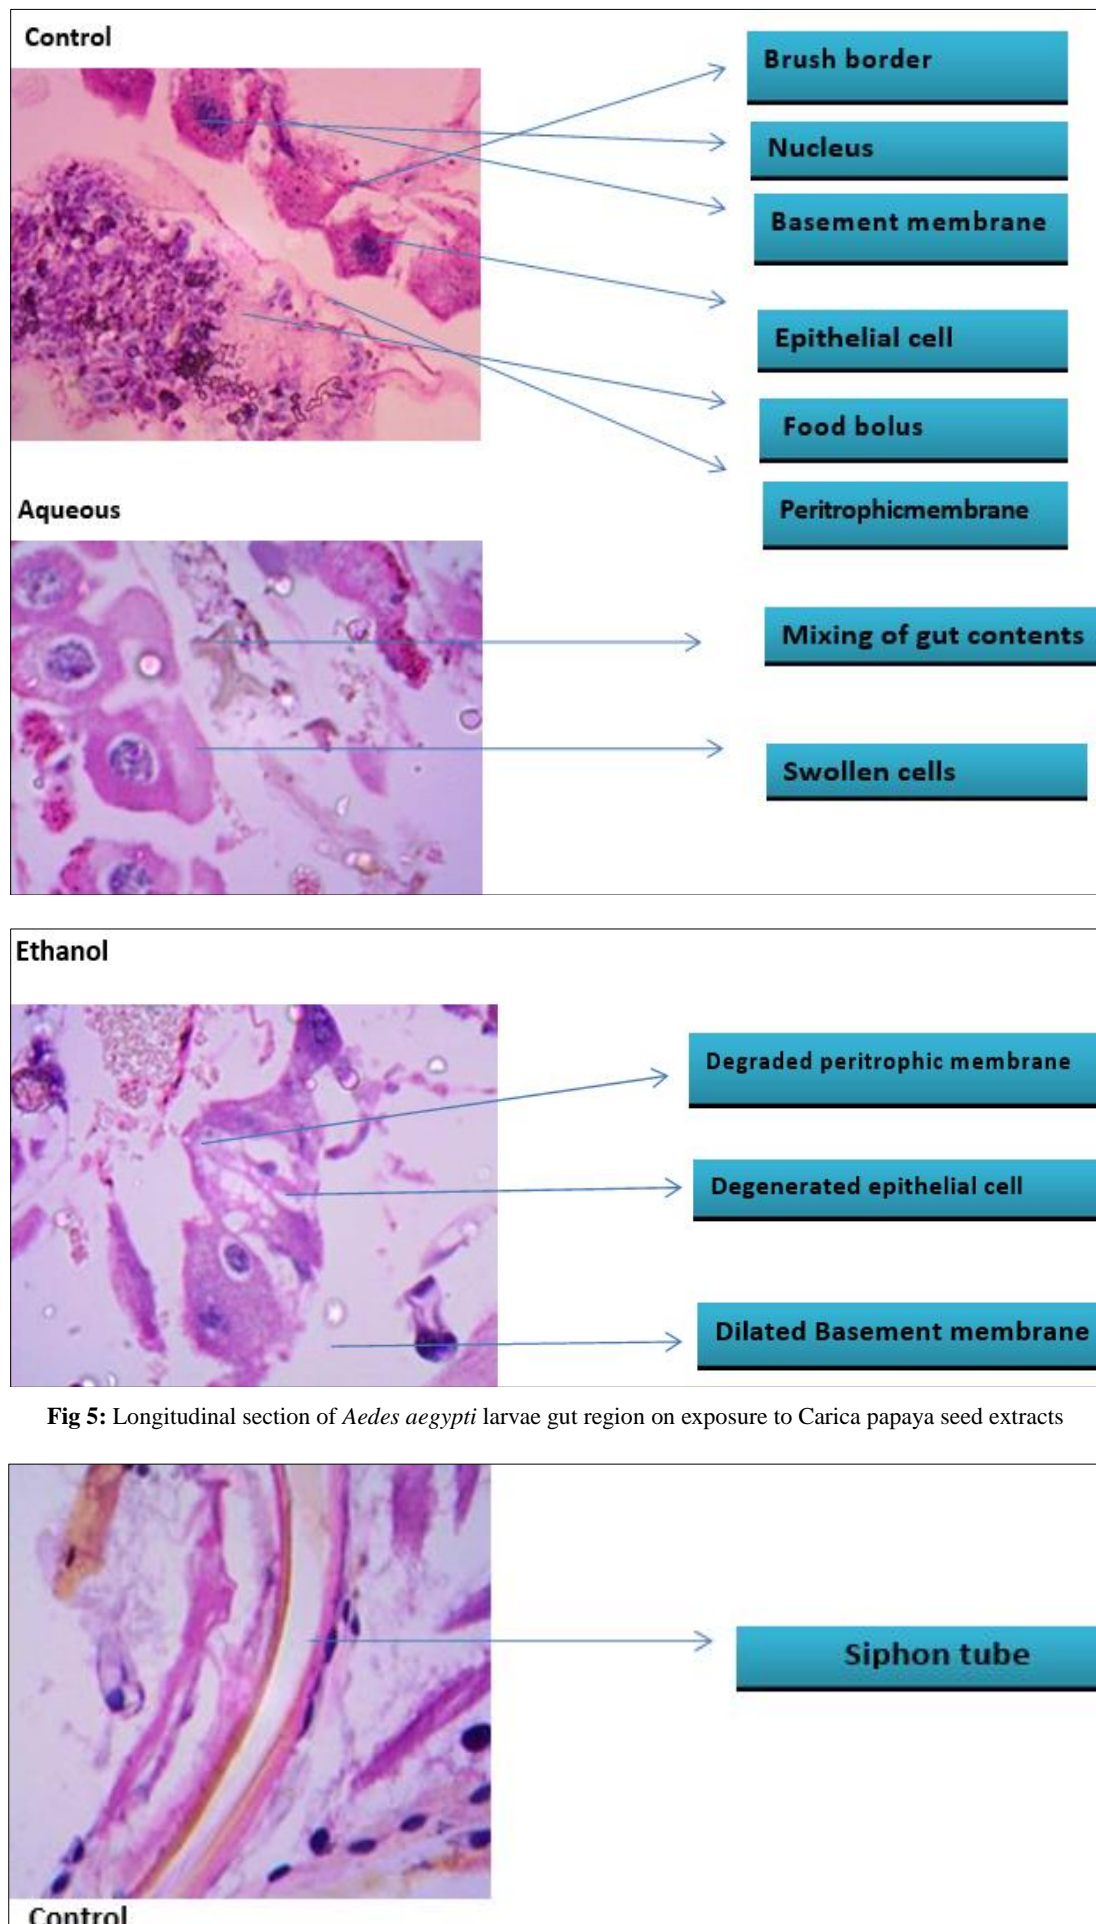 Control
Brush border
Nucleus
Basement membrane
Epithelial cell
Food bolus
Peritrophicmembrane
Aqueous
Mixing of gut contents
Swollen cells
Ethanol
Degraded peritrophic membrane
Degenerated epithelial cell
Dilated Basement membrane
Fig 5: Longitudinal section of Aedes aegypti larvae gut region on exposure to Carica papaya seed extracts
Siphon tube
Control